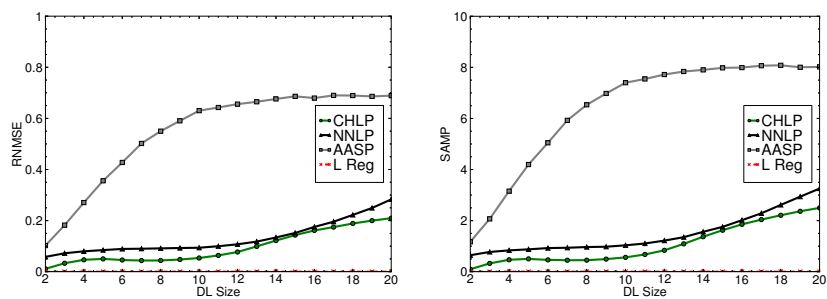 1
0.8
0.6
0.4
0.2
0
RNMSE
2 4 6 8 10 12 14 16 18 20
DL Size
CHLP
NNLP
AASP
L Reg
10
8
6
4
2
0
SAMP
2 4 6 8 10 12 14 16 18 20
DL Size
CHLP
NNLP
AASP
L Reg